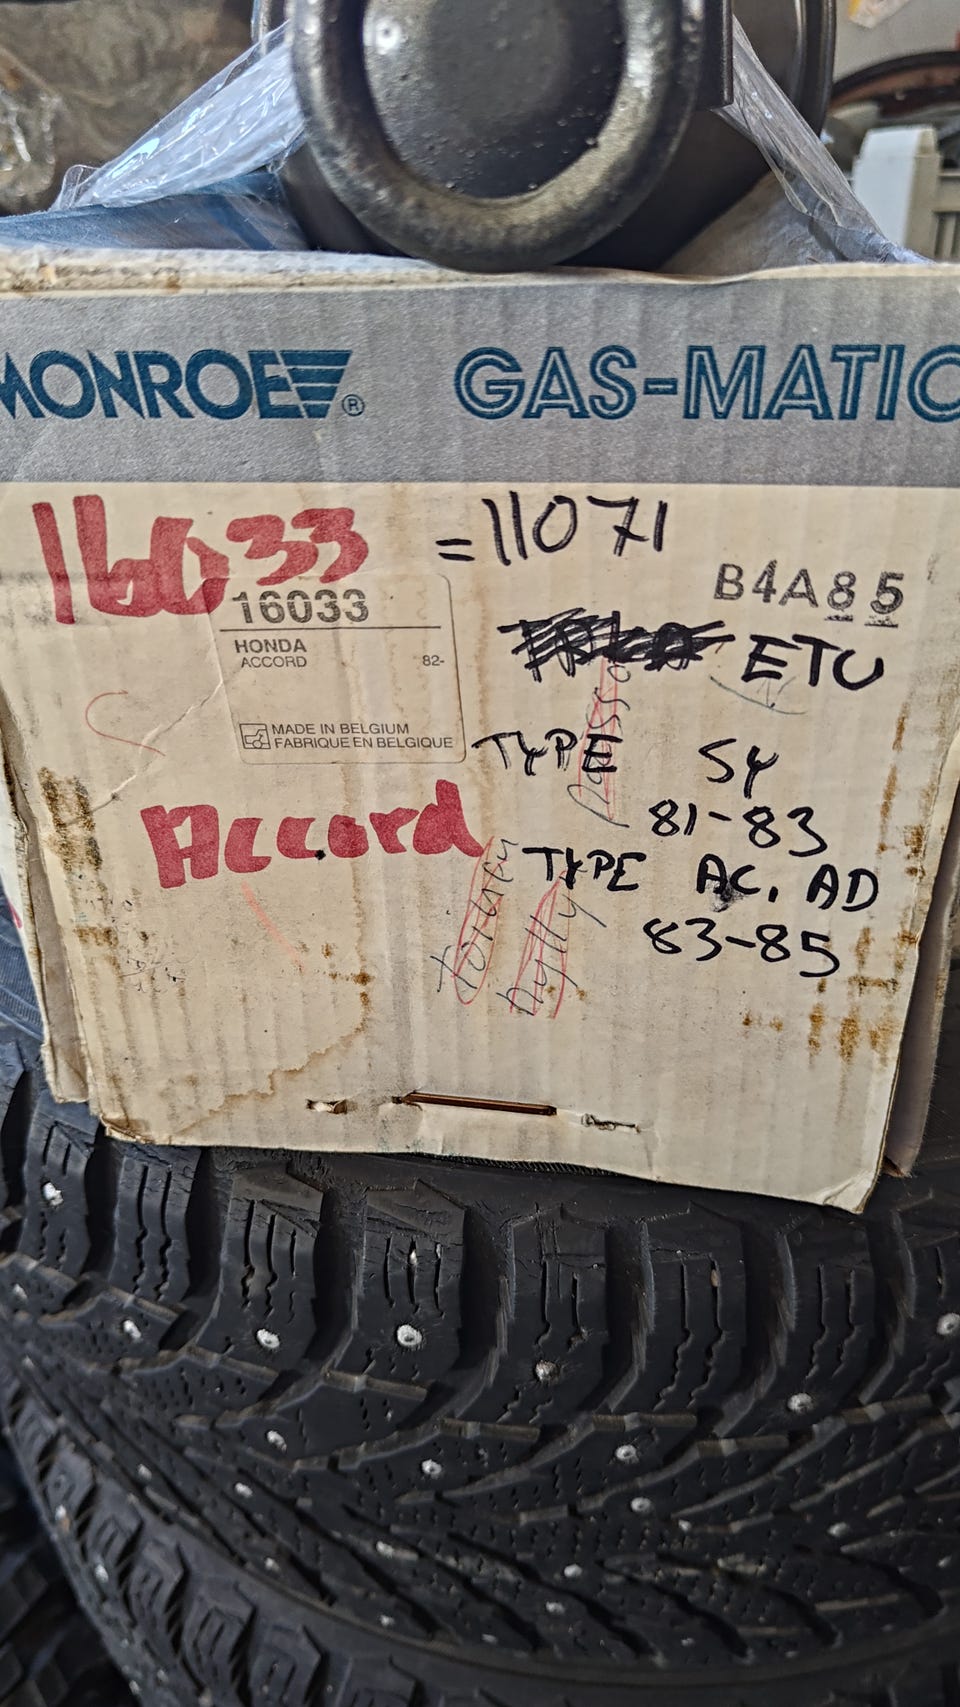 MONROE® GAS-MATIC
16033 = 11071
B4A85
16033
HONDA
ACCORD 82-
MADE IN BELGIUM
FABRIQUE EN BELGIQUE
ETU
TYPE SY
81-83
Accord
TYPE AC, AD
83-85
hylly